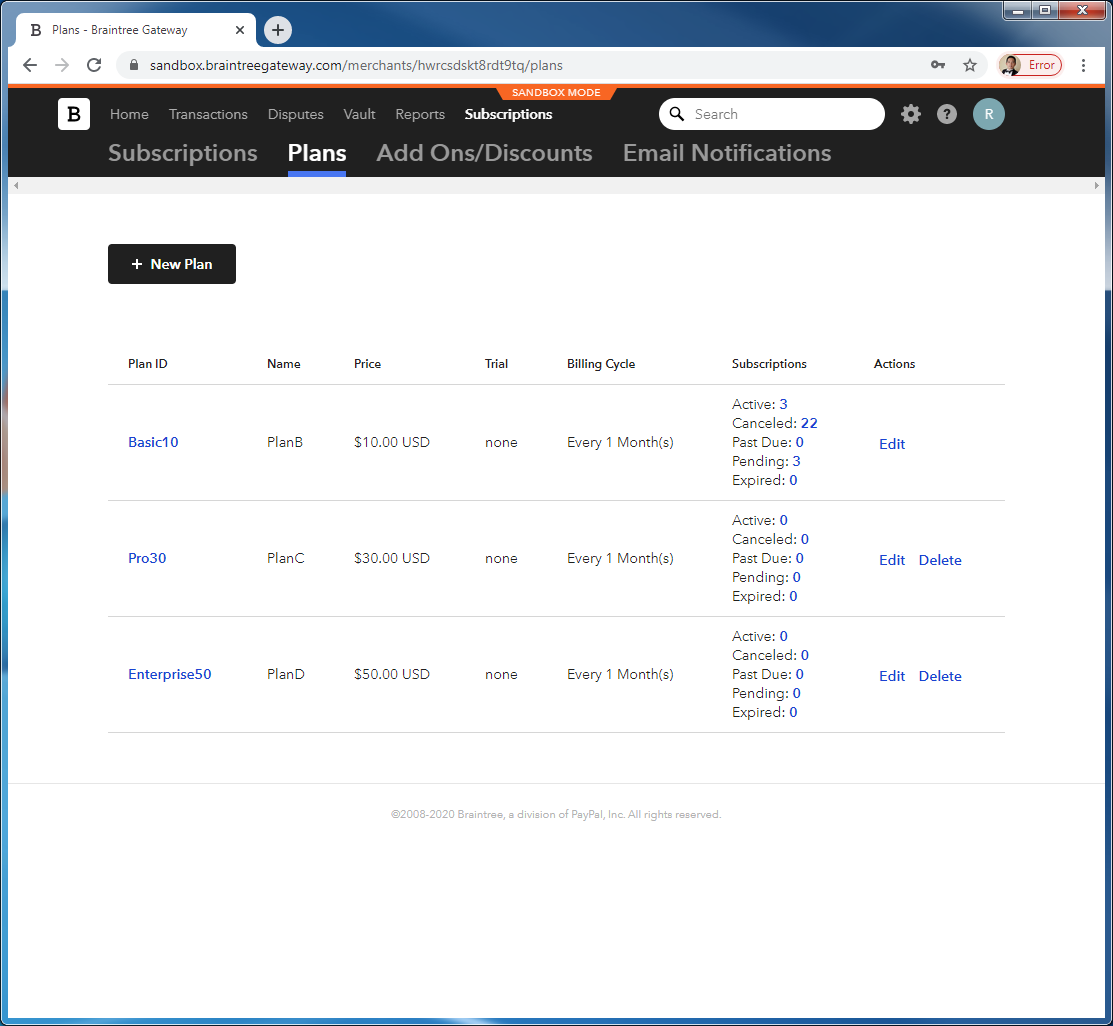 Plans - Braintree Gateway
sandbox.braintreegateway.com/merchants/hwrcsdskt8rdt9tq/plans
Error
SANDBOX MODE
B Home Transactions Disputes Vault Reports Subscriptions Search ? R
Subscriptions Plans Add Ons/Discounts Email Notifications
+ New Plan
Plan ID Name Price Trial Billing Cycle Subscriptions Actions
Active: 3
Canceled: 22
Basic10 PlanB $10.00 USD none Every 1 Month(s) Past Due: 0 Edit
Pending: 3
Expired: 0
Active: 0
Canceled: 0
Pro30 PlanC $30.00 USD none Every 1 Month(s) Past Due: 0 Edit Delete
Pending: 0
Expired: 0
Active: 0
Canceled: 0
Enterprise50 PlanD $50.00 USD none Every 1 Month(s) Past Due: 0 Edit Delete
Pending: 0
Expired: 0
©2008-2020 Braintree, a division of PayPal, Inc. All rights reserved.